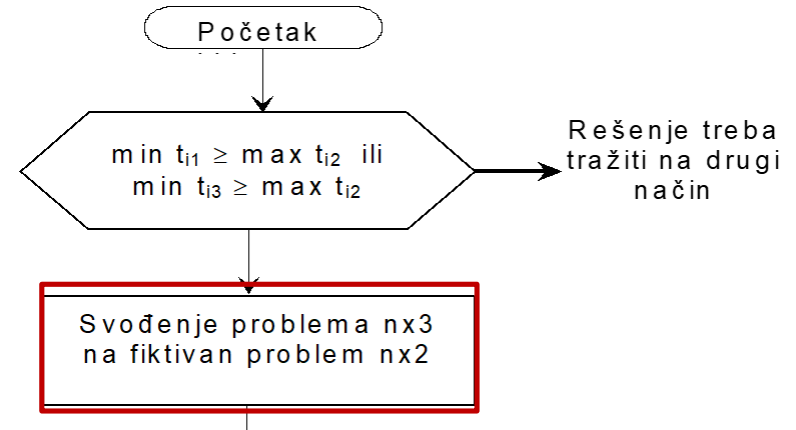 Početak
min tᵢ₁ ≥ max tᵢ₂ ili
min tᵢ₃ ≥ max tᵢ₂
Rešenje treba
tražiti na drugi
način
Svođenje problema nx3
na fiktivan problem nx2